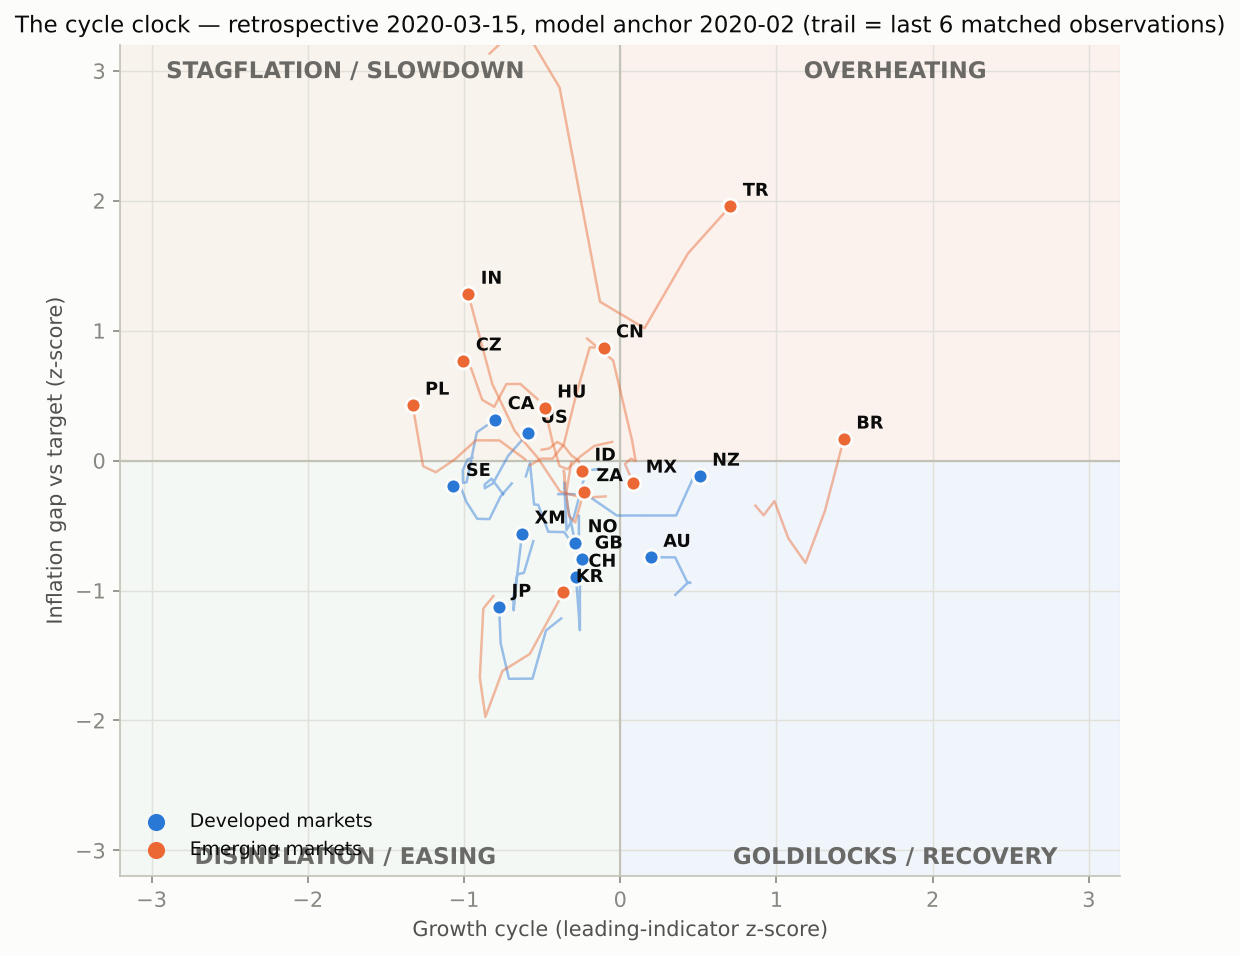 The cycle clock — retrospective 2020-03-15, model anchor 2020-02 (trail = last 6 matched observations)
STAGFLATION / SLOWDOWN
OVERHEATING
3
2
1
0
−1
−2
−3
Inflation gap vs target (z-score)
TR
IN
CN
CZ
PL
HU
CA
US
BR
ID
SE
ZA
MX
NZ
XM
NO
GB
AU
CH
KR
JP
Developed markets
Emerging markets
DISINFLATION / EASING
GOLDILOCKS / RECOVERY
−3
−2
−1
0
1
2
3
Growth cycle (leading-indicator z-score)